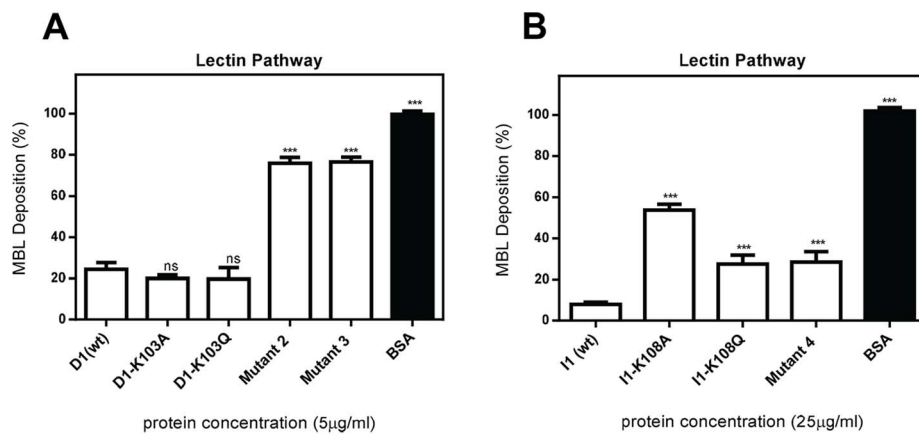 A
Lectin Pathway
MBL Deposition (%)
100
80
60
40
20
0
ns
ns
***
***
***
D1(wt)
D1-K103A
D1-K103Q
Mutant 2
Mutant 3
BSA
protein concentration (5μg/ml)
B
Lectin Pathway
MBL Deposition (%)
100
80
60
40
20
0
***
***
***
***
I1 (wt)
I1-K108A
I1-K108Q
Mutant 4
BSA
protein concentration (25μg/ml)